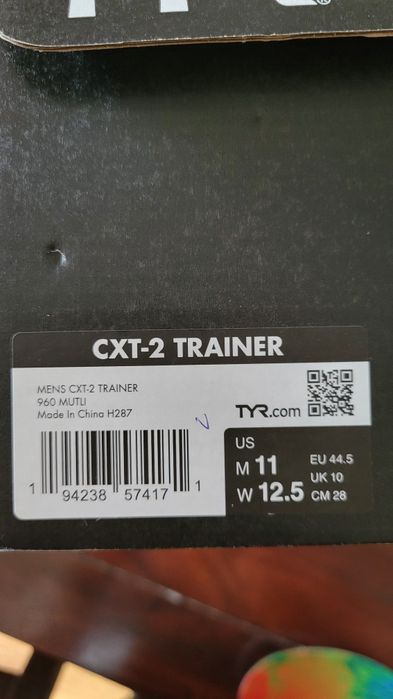 CXT-2 TRAINER
MENS CXT-2 TRAINER
960 MUTLI
Made In China H287
TYR.com
1 94238 57417 1
US
M 11
W 12.5
EU 44.5
UK 10
CM 28